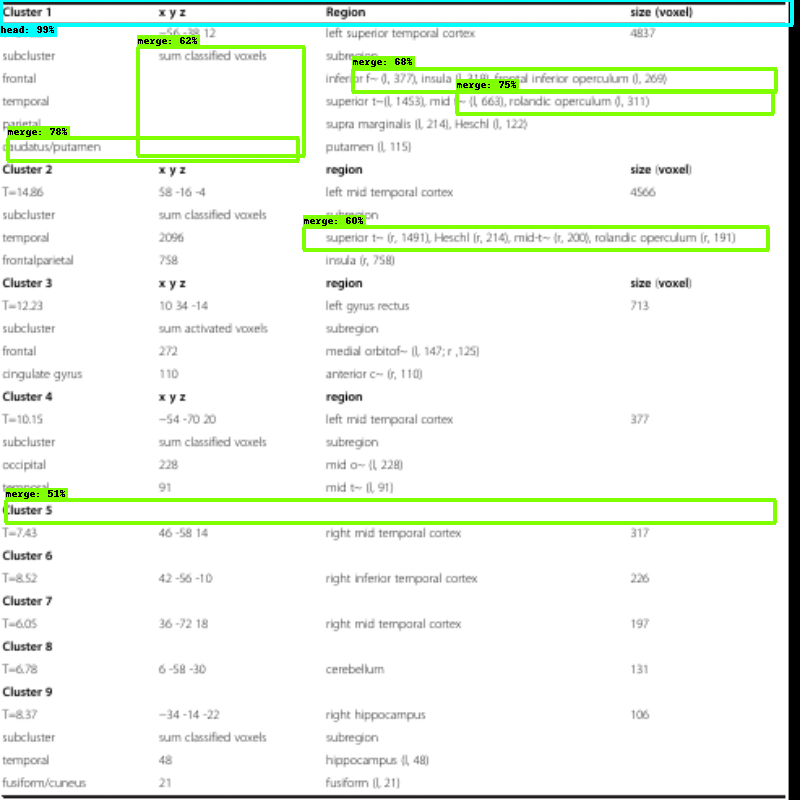 Cluster 1 x y z Region size (voxel)
head: 99%
−56 -38 12 left superior temporal cortex 4837
merge: 62%
subcluster sum classified voxels subregion
merge: 68%
frontal inferior f~ (l, 377), insula (l, 318), frontal inferior operculum (l, 269)
merge: 75%
temporal superior t~(l, 1453), mid t~ (l, 663), rolandic operculum (l, 311)
parietal supra marginalis (l, 214), Heschl (l, 122)
merge: 78%
caudatus/putamen putamen (l, 115)
Cluster 2 x y z region size (voxel)
T=14.86 58 -16 -4 left mid temporal cortex 4566
subcluster sum classified voxels subregion
merge: 60%
temporal 2096 superior t~ (r, 1491), Heschl (r, 214), mid-t~ (r, 200), rolandic operculum (r, 191)
frontalparietal 758 insula (r, 758)
Cluster 3 x y z region size (voxel)
T=12.23 10 34 -14 left gyrus rectus 713
subcluster sum activated voxels subregion
frontal 272 medial orbitof~ (l, 147; r ,125)
cingulate gyrus 110 anterior c~ (r, 110)
Cluster 4 x y z region
T=10.15 −54 -70 20 left mid temporal cortex 377
subcluster sum classified voxels subregion
occipital 228 mid o~ (l, 228)
temporal 91 mid t~ (l, 91)
merge: 51%
Cluster 5
T=7.43 46 -58 14 right mid temporal cortex 317
Cluster 6
T=8.52 42 -56 -10 right inferior temporal cortex 226
Cluster 7
T=6.05 36 -72 18 right mid temporal cortex 197
Cluster 8
T=6.78 6 -58 -30 cerebellum 131
Cluster 9
T=8.37 −34 -14 -22 right hippocampus 106
subcluster sum classified voxels subregion
temporal 48 hippocampus (l, 48)
fusiform/cuneus 21 fusiform (l, 21)